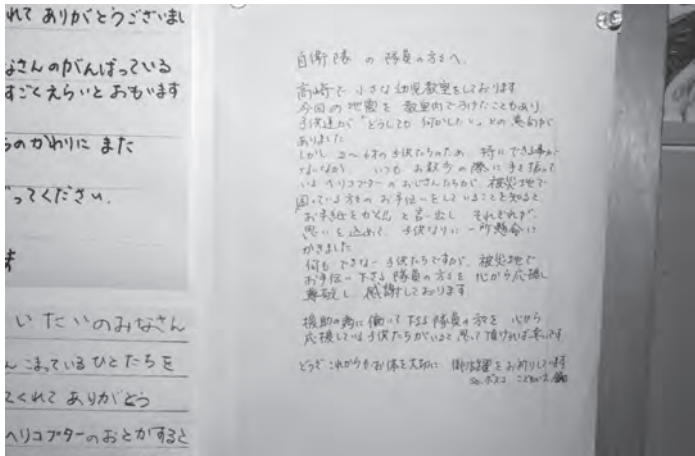 れて ありがとうございまし
なさんのがんばっている
すごくえらいと おもいます
のかわりに また
ってください。
いたいのみなさん
こまっているひとたちを
てくれて ありがとう
ヘリコプターのおとがすると
自衛隊 の 隊員の方々へ
高崎で 小さな幼児教室をしております
今回の地震を 教室内でうけたこともあり
子供達が「どうしても 何かしたい」との
ありました
しかし 2〜6才の子供たちのため 特にできる事が
いつも お散歩の際に 手を振って
いる ヘリコプターの おじさんたちが 被災地で
困っている方々の お手伝いをしていることを知ると
お手紙をかくんと 言い出し それぞれが
思いを込めて 子供なりに 一所懸命に
かきました
何も できない 子供たちですが 被災地で
お手伝い下さる 隊員の方々を 心から応援し
尊敬し 感謝しております
援助の為に 働いて下さる 隊員の方を 心から
応援している子供たちがいると 思って頂ければ幸いです
どうぞ これからも お体を大切に 御活躍を お祈りしています